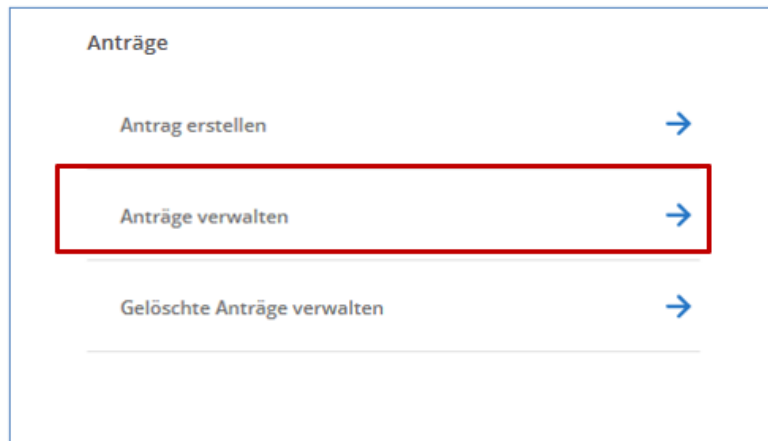 Anträge
Antrag erstellen
Anträge verwalten
Gelöschte Anträge verwalten